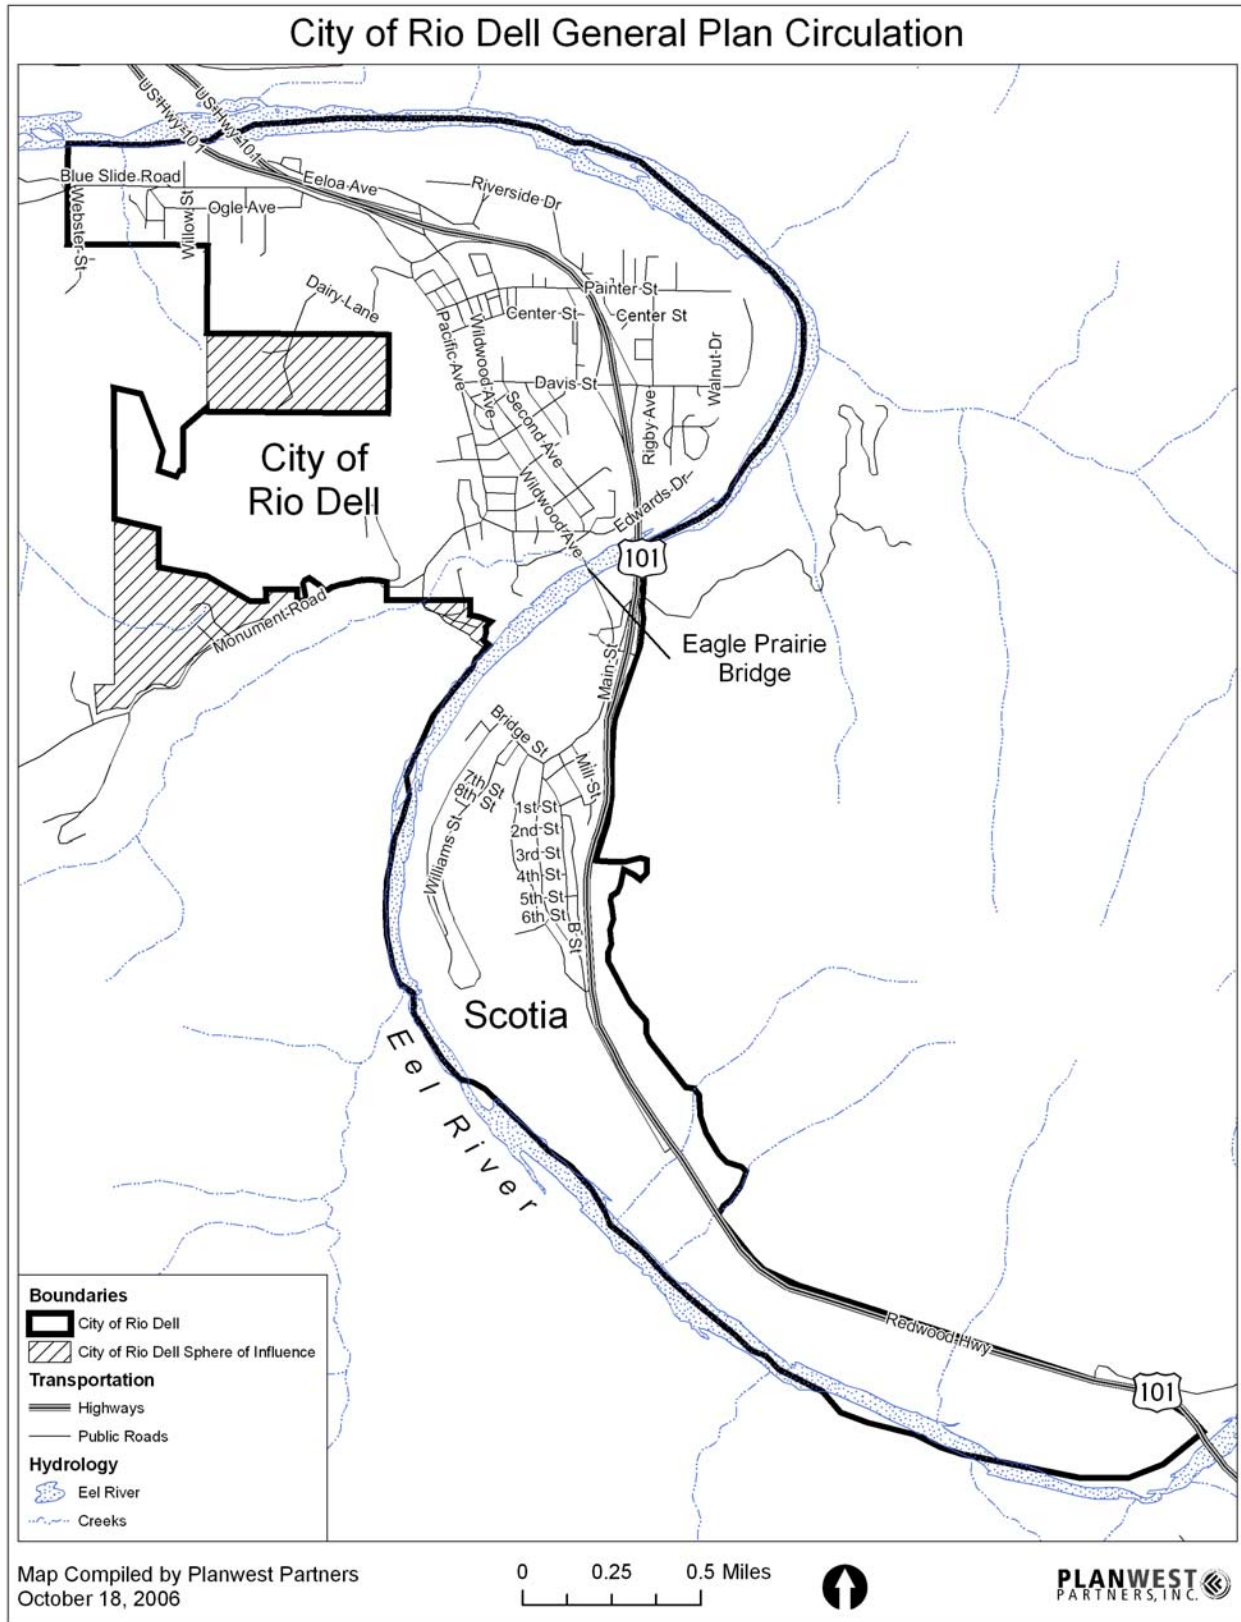 City of Rio Dell General Plan Circulation
US Hwy 101
US Hwy 101
Blue Slide Road
Eeloa Ave
Riverside Dr
Webster St
Willow St
Ogle Ave
Dairy Lane
Painter St
Center St
Center St
Pacific Ave
Wildwood Ave
Davis St
Walnut Dr
Second Ave
Rigby Ave
City of
Rio Dell
Wildwood Ave
Edwards Dr
101
Monument Road
Eagle Prairie
Bridge
Main St
Bridge St
Mill St
7th St
8th St
1st St
2nd St
3rd St
4th St
5th St
6th St
Williams St
B St
Scotia
Eel River
Redwood Hwy
101
Boundaries
City of Rio Dell
City of Rio Dell Sphere of Influence
Transportation
Highways
Public Roads
Hydrology
Eel River
Creeks
Map Compiled by Planwest Partners
October 18, 2006
0 0.25 0.5 Miles
PLANWEST
PARTNERS, INC.